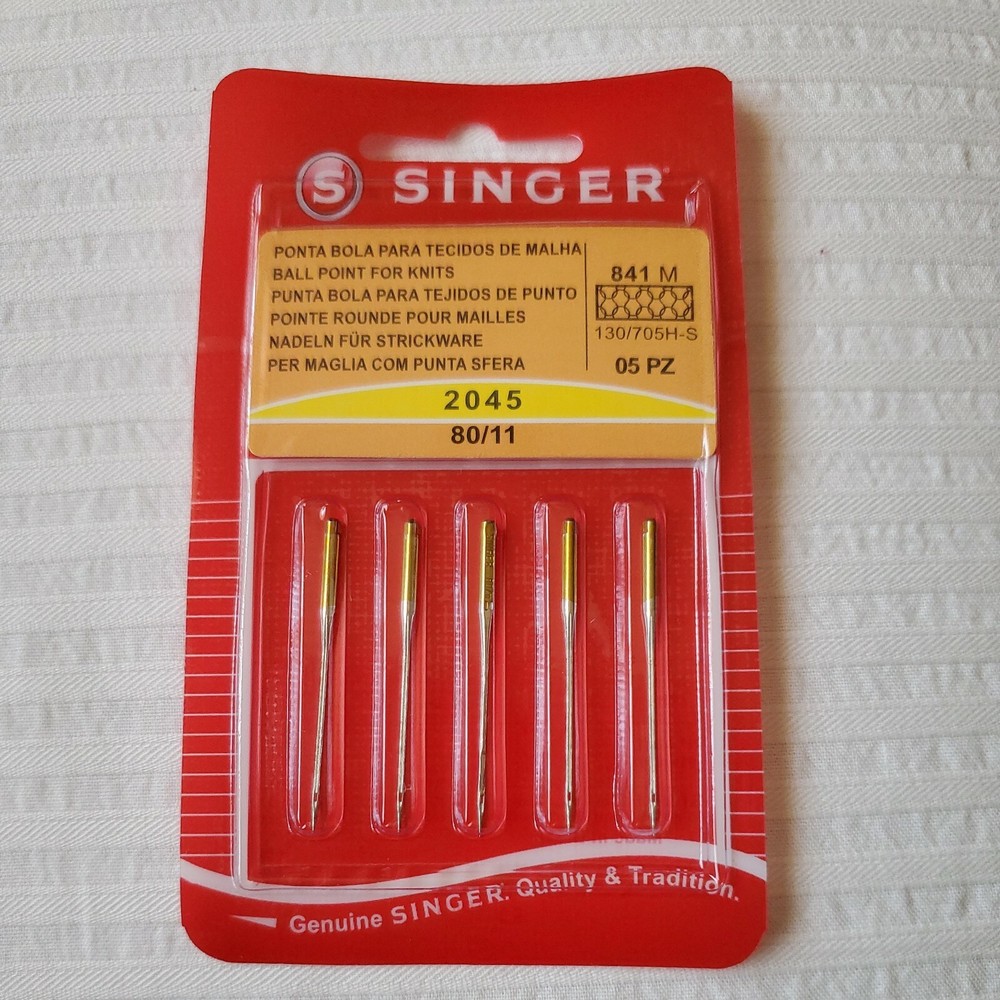 S SINGER
PONTA BOLA PARA TECIDOS DE MALHA
BALL POINT FOR KNITS
PUNTA BOLA PARA TEJIDOS DE PUNTO
POINTE ROUNDE POUR MAILLES
NADELN FÜR STRICKWARE
PER MAGLIA COM PUNTA SFERA
841 M
130/705H-S
05 PZ
2045
80/11
Genuine SINGER. Quality & Tradition.